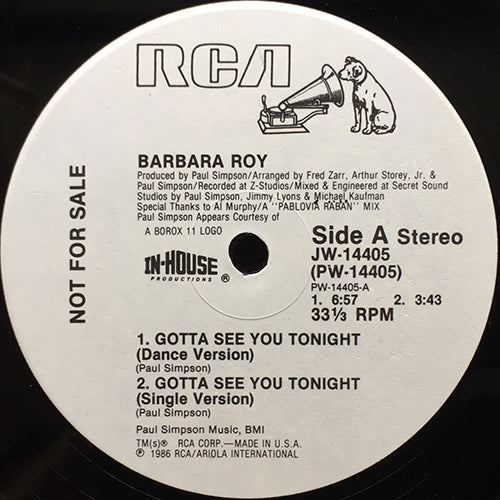 RCA
NOT FOR SALE
BARBARA ROY
Produced by Paul Simpson/Arranged by Fred Zarr, Arthur Storey, Jr. &
Paul Simpson/Recorded at Z-Studios/Mixed & Engineered at Secret Sound
Studios by Paul Simpson, Jimmy Lyons & Michael Kaufman
Special Thanks to Al Murphy/A "PABLOVIA RABAN" MIX
Paul Simpson Appears Courtesy of
A BOROX 11 LOGO
IN-HOUSE
PRODUCTIONS ®
Side A Stereo
JW-14405
(PW-14405)
PW-14405-A
1. 6:57 2. 3:43
33⅓ RPM
1. GOTTA SEE YOU TONIGHT
(Dance Version)
(Paul Simpson)
2. GOTTA SEE YOU TONIGHT
(Single Version)
(Paul Simpson)
Paul Simpson Music, BMI
TM(s)® RCA CORP.—MADE IN U.S.A.
℗ 1986 RCA/ARIOLA INTERNATIONAL